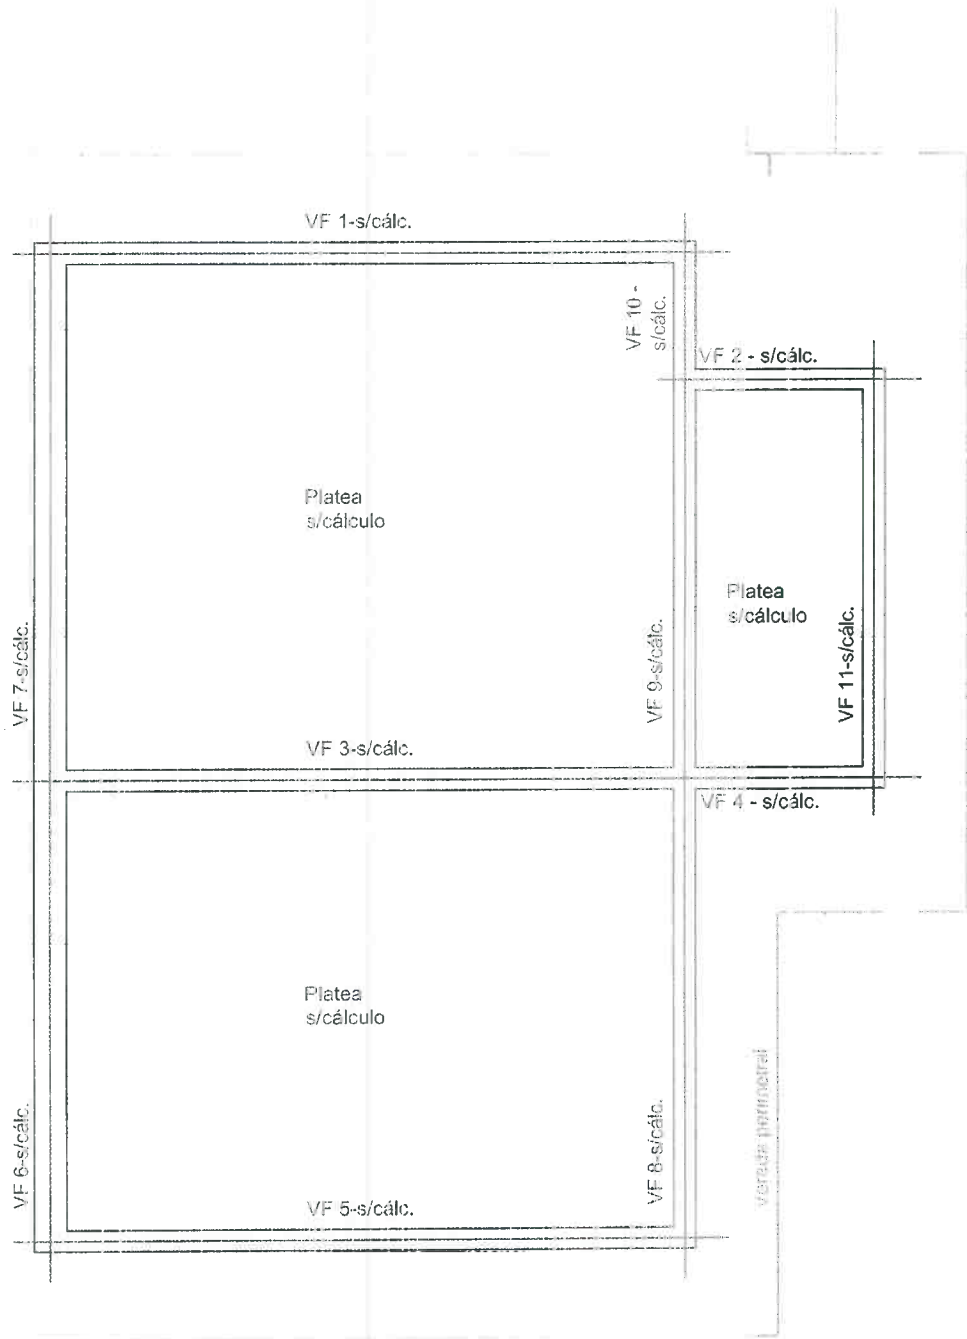 VF 1-s/cálc.
VF 10 -
s/cálc.
VF 2 - s/cálc.
Platea
s/cálculo
Platea
s/cálculo
VF 7-s/cálc.
VF 9-s/cálc.
VF 11-s/cálc.
VF 3-s/cálc.
VF 4 - s/cálc.
Platea
s/cálculo
vereda perimetral
VF 6-s/cálc.
VF 8-s/cálc.
VF 5-s/cálc.